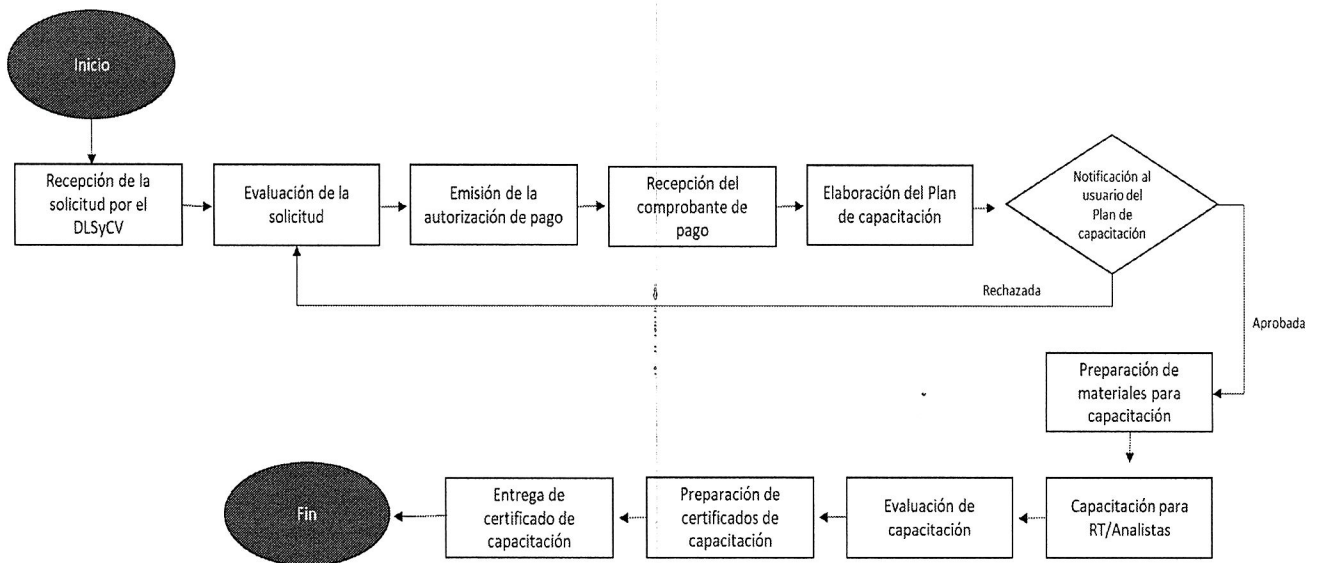 Inicio
Recepción de la
solicitud por el
DLSyCV
Evaluación de la
solicitud
Emisión de la
autorización de pago
Recepción del
comprobante de
pago
Elaboración del Plan
de capacitación
Notificación al
usuario del
Plan de
capacitación
Rechazada
Aprobada
Preparación de
materiales para
capacitación
Capacitación para
RT/Analistas
Evaluación de
capacitación
Preparación de
certificados de
capacitación
Entrega de
certificado de
capacitación
Fin